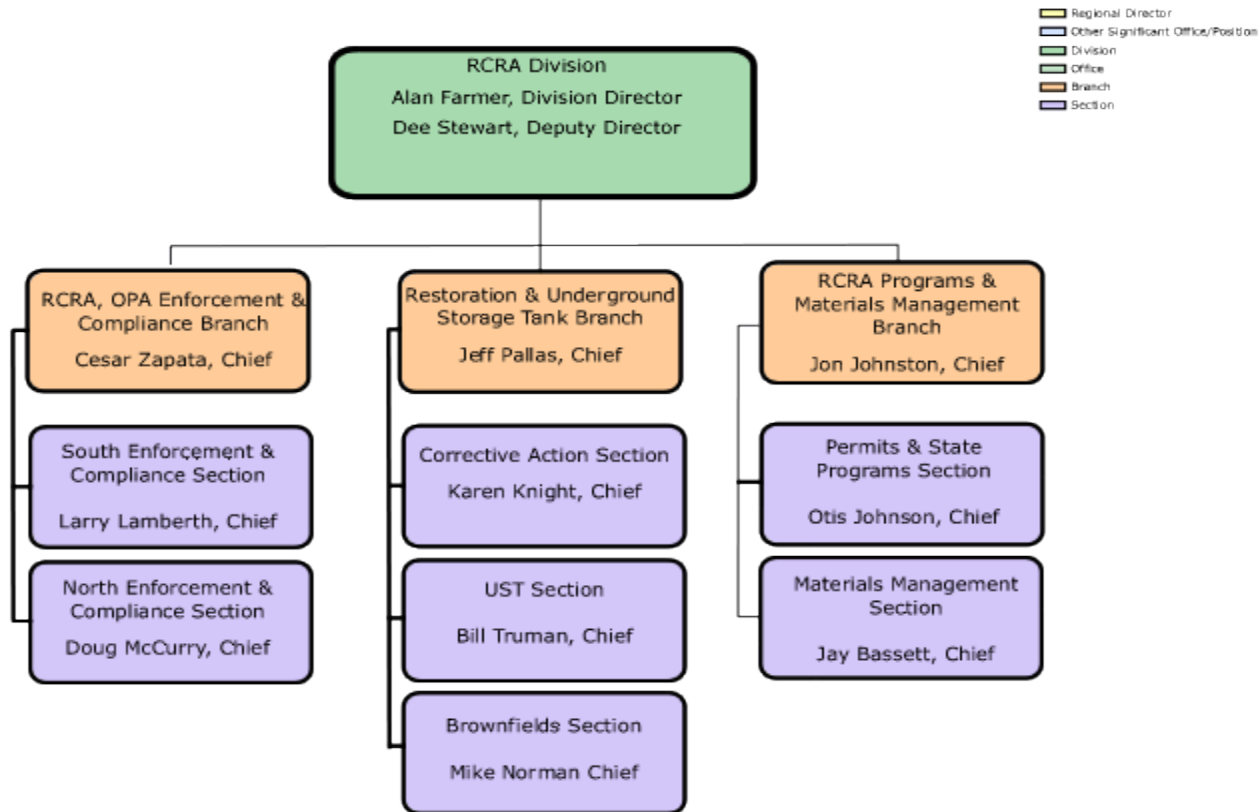 Regional Director
Other Significant Office/Position
Division
Office
Branch
Section
RCRA Division
Alan Farmer, Division Director
Dee Stewart, Deputy Director
RCRA, OPA Enforcement &
Compliance Branch
Cesar Zapata, Chief
South Enforcement &
Compliance Section
Larry Lamberth, Chief
North Enforcement &
Compliance Section
Doug McCurry, Chief
Restoration & Underground
Storage Tank Branch
Jeff Pallas, Chief
Corrective Action Section
Karen Knight, Chief
UST Section
Bill Truman, Chief
Brownfields Section
Mike Norman Chief
RCRA Programs &
Materials Management
Branch
Jon Johnston, Chief
Permits & State
Programs Section
Otis Johnson, Chief
Materials Management
Section
Jay Bassett, Chief